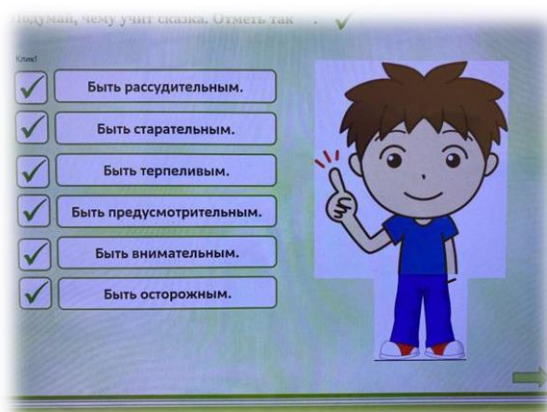 Подумай, чему учит сказка. Отметь так .
Клик!
Быть рассудительным.
Быть старательным.
Быть терпеливым.
Быть предусмотрительным.
Быть внимательным.
Быть осторожным.